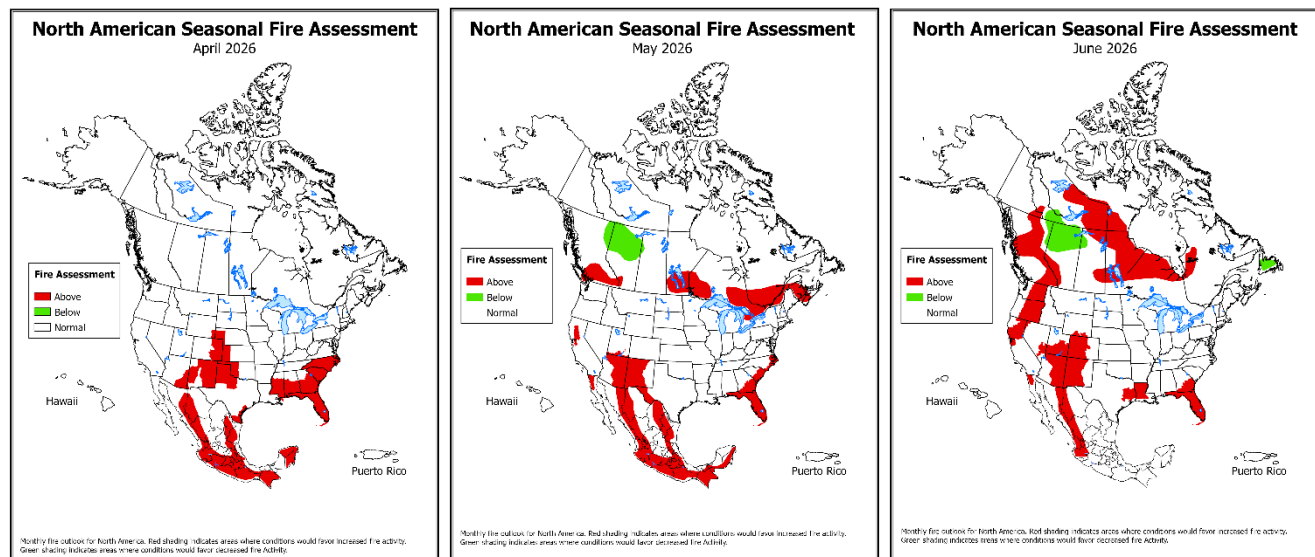 North American Seasonal Fire Assessment
April 2026
Fire Assessment
Above
Below
Normal
Hawaii
Puerto Rico
Monthly fire outlook for North America. Red shading indicates areas where conditions would favor increased fire activity.
Green shading indicates areas where conditions would favor decreased fire Activity.
North American Seasonal Fire Assessment
May 2026
Fire Assessment
Above
Below
Normal
Hawaii
Puerto Rico
Monthly fire outlook for North America. Red shading indicates areas where conditions would favor increased fire activity.
Green shading indicates areas where conditions would favor decreased fire Activity.
North American Seasonal Fire Assessment
June 2026
Fire Assessment
Above
Below
Normal
Hawaii
Puerto Rico
Monthly fire outlook for North America. Red shading indicates areas where conditions would favor increased fire activity.
Green shading indicates areas where conditions would favor decreased fire Activity.